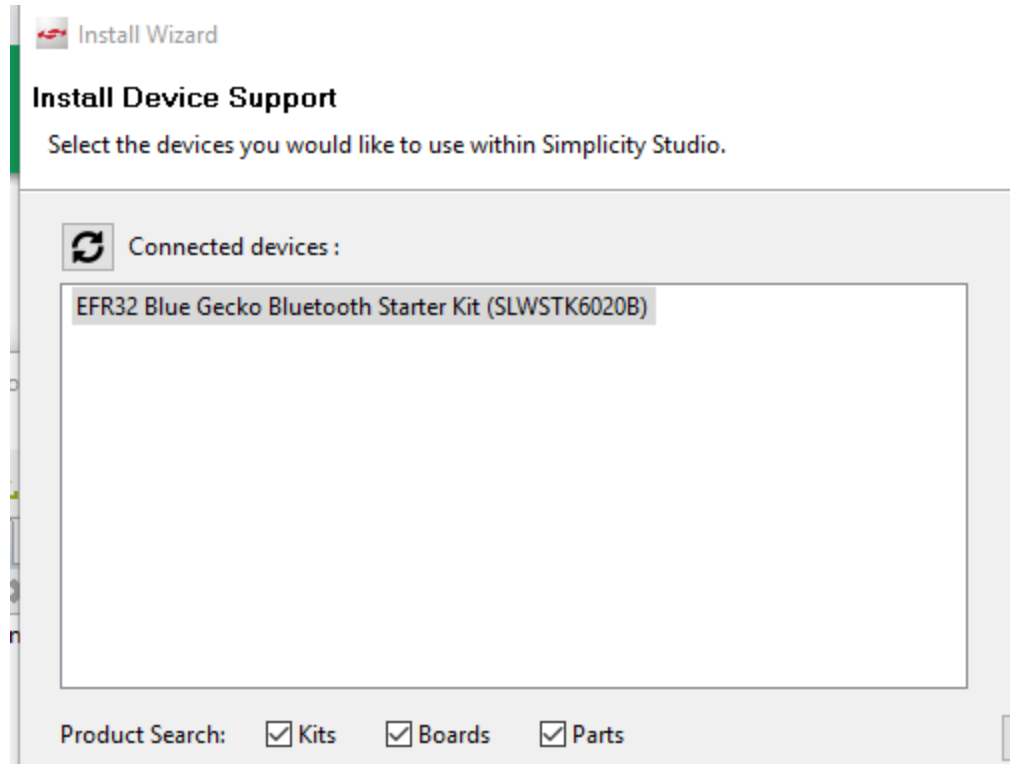 Install Wizard
Install Device Support
Select the devices you would like to use within Simplicity Studio.
Connected devices :
EFR32 Blue Gecko Bluetooth Starter Kit (SLWSTK6020B)
Product Search: Kits Boards Parts